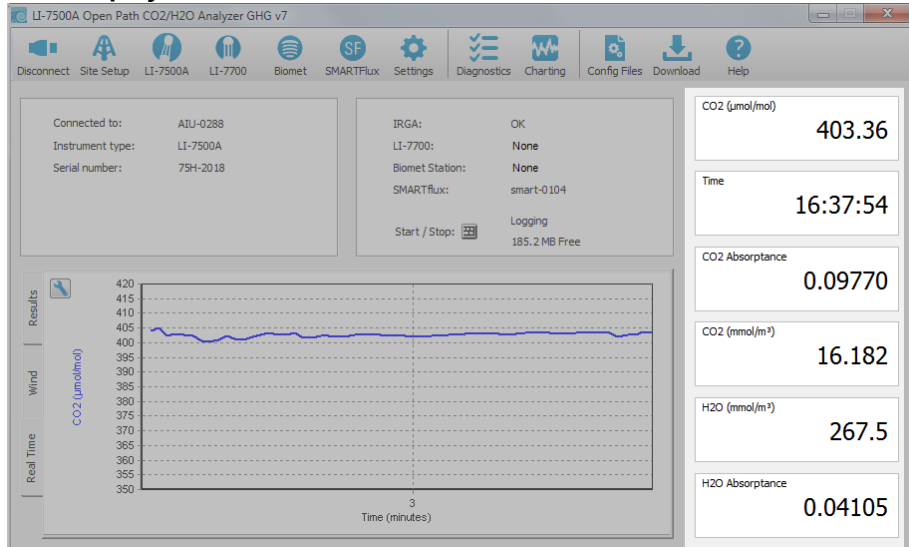 LI-7500A Open Path CO2/H2O Analyzer GHG v7
Disconnect Site Setup LI-7500A LI-7700 Biomet SMARTFlux Settings Diagnostics Charting Config Files Download Help
SF
?
Connected to: AIU-0288
Instrument type: LI-7500A
Serial number: 75H-2018
IRGA: OK
LI-7700: None
Biomet Station: None
SMARTflux: smart-0104
Start / Stop: Logging
185.2 MB Free
CO2 (μmol/mol)
403.36
Time
16:37:54
CO2 Absorptance
0.09770
CO2 (mmol/m³)
16.182
H2O (mmol/m³)
267.5
H2O Absorptance
0.04105
Results
Wind
Real Time
CO2 (μmol/mol)
420
415
410
405
400
395
390
385
380
375
370
365
360
355
350
3
Time (minutes)